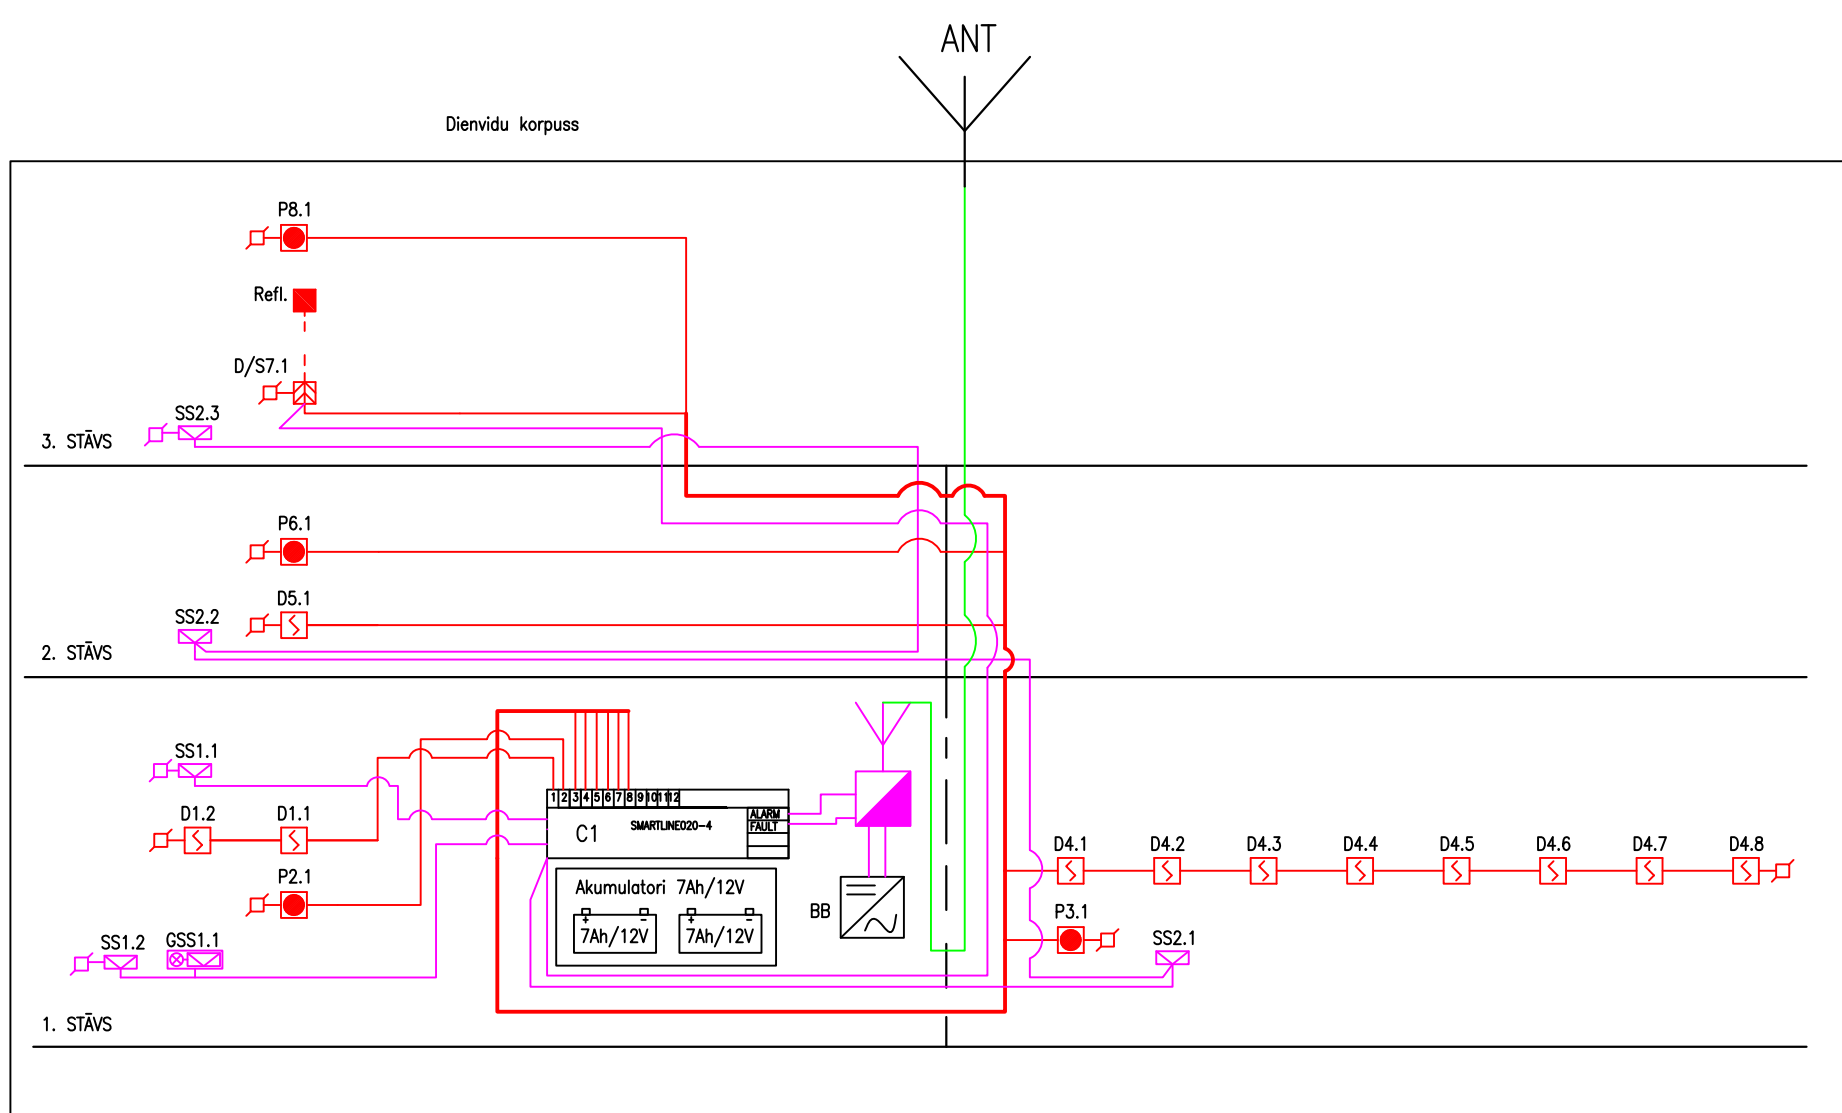 ANT
Dienvidu korpuss
P8.1
Refl.
D/S7.1
SS2.3
3. STĀVS
P6.1
D5.1
SS2.2
2. STĀVS
SS1.1
1 2 3 4 5 6 7 8 9 10 11 12
ALARM
C1 SMARTLINE020-4 FAULT
D1.2 D1.1
D4.1 D4.2 D4.3 D4.4 D4.5 D4.6 D4.7 D4.8
P2.1
Akumulatori 7Ah/12V
BB
+ - + -
7Ah/12V 7Ah/12V
P3.1
SS1.2 GSS1.1
SS2.1
1. STĀVS